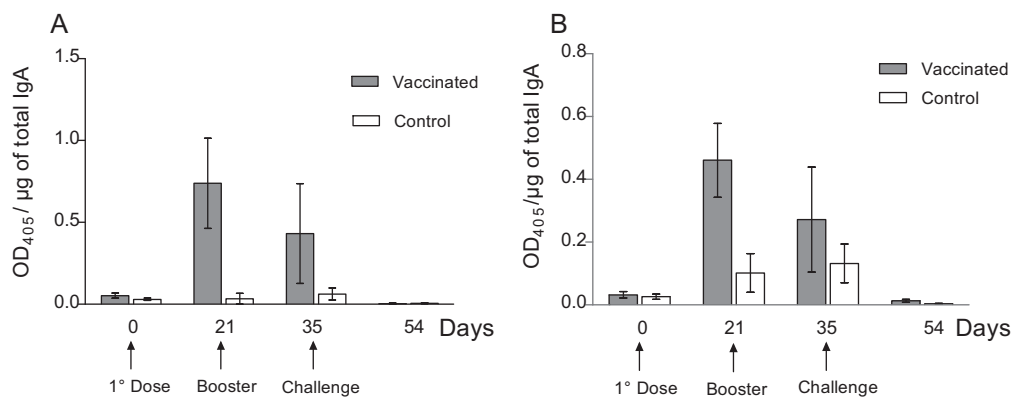 A
OD405 / µg of total IgA
1.5
1.0
0.5
0.0
Vaccinated
Control
0 21 35 54 Days
1° Dose Booster Challenge
B
OD405/µg of total IgA
0.8
0.6
0.4
0.2
0.0
Vaccinated
Control
0 21 35 54 Days
1° Dose Booster Challenge